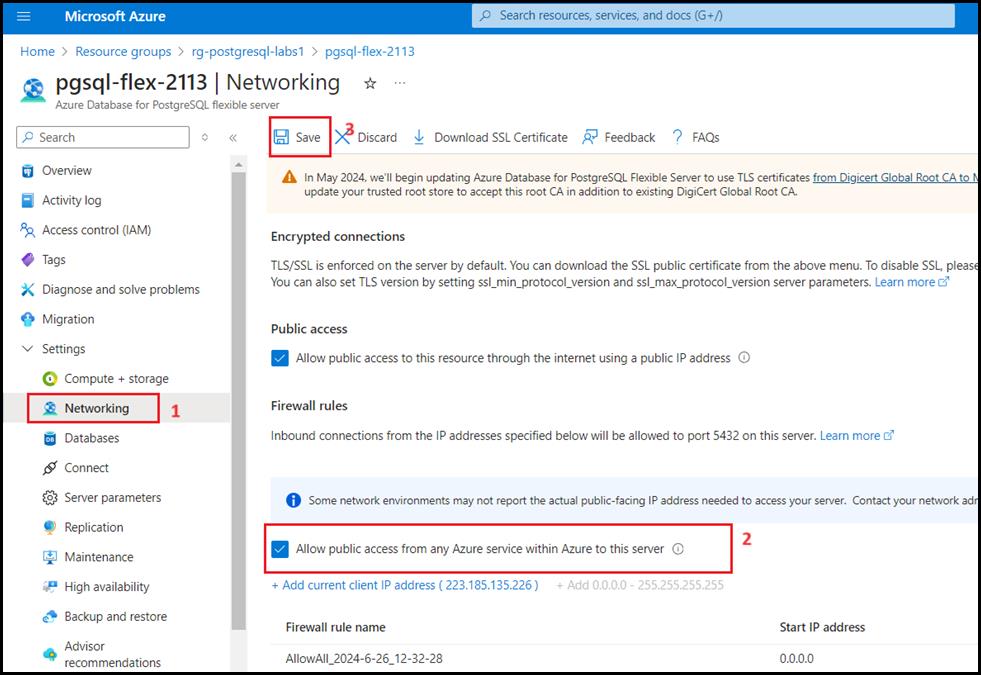 Microsoft Azure
Search resources, services, and docs (G+/)
Home > Resource groups > rg-postgresql-labs1 > pgsql-flex-2113
pgsql-flex-2113 | Networking
Azure Database for PostgreSQL flexible server
Search
Save
3
Discard
Download SSL Certificate
Feedback
FAQs
Overview
Activity log
Access control (IAM)
Tags
Diagnose and solve problems
Migration
Settings
Compute + storage
Networking
1
Databases
Connect
Server parameters
Replication
Maintenance
High availability
Backup and restore
Advisor
recommendations
In May 2024, we'll begin updating Azure Database for PostgreSQL Flexible Server to use TLS certificates from Digicert Global Root CA to
update your trusted root store to accept this root CA in addition to existing DigiCert Global Root CA.
Encrypted connections
TLS/SSL is enforced on the server by default. You can download the SSL public certificate from the above menu. To disable SSL, please
You can also set TLS version by setting ssl_min_protocol_version and ssl_max_protocol_version server parameters. Learn more
Public access
Allow public access to this resource through the internet using a public IP address
Firewall rules
Inbound connections from the IP addresses specified below will be allowed to port 5432 on this server. Learn more
Some network environments may not report the actual public-facing IP address needed to access your server. Contact your network
Allow public access from any Azure service within Azure to this server
2
+ Add current client IP address ( 223.185.135.226 )
+ Add 0.0.0.0 - 255.255.255.255
Firewall rule name
Start IP address
AllowAll_2024-6-26_12-32-28
0.0.0.0